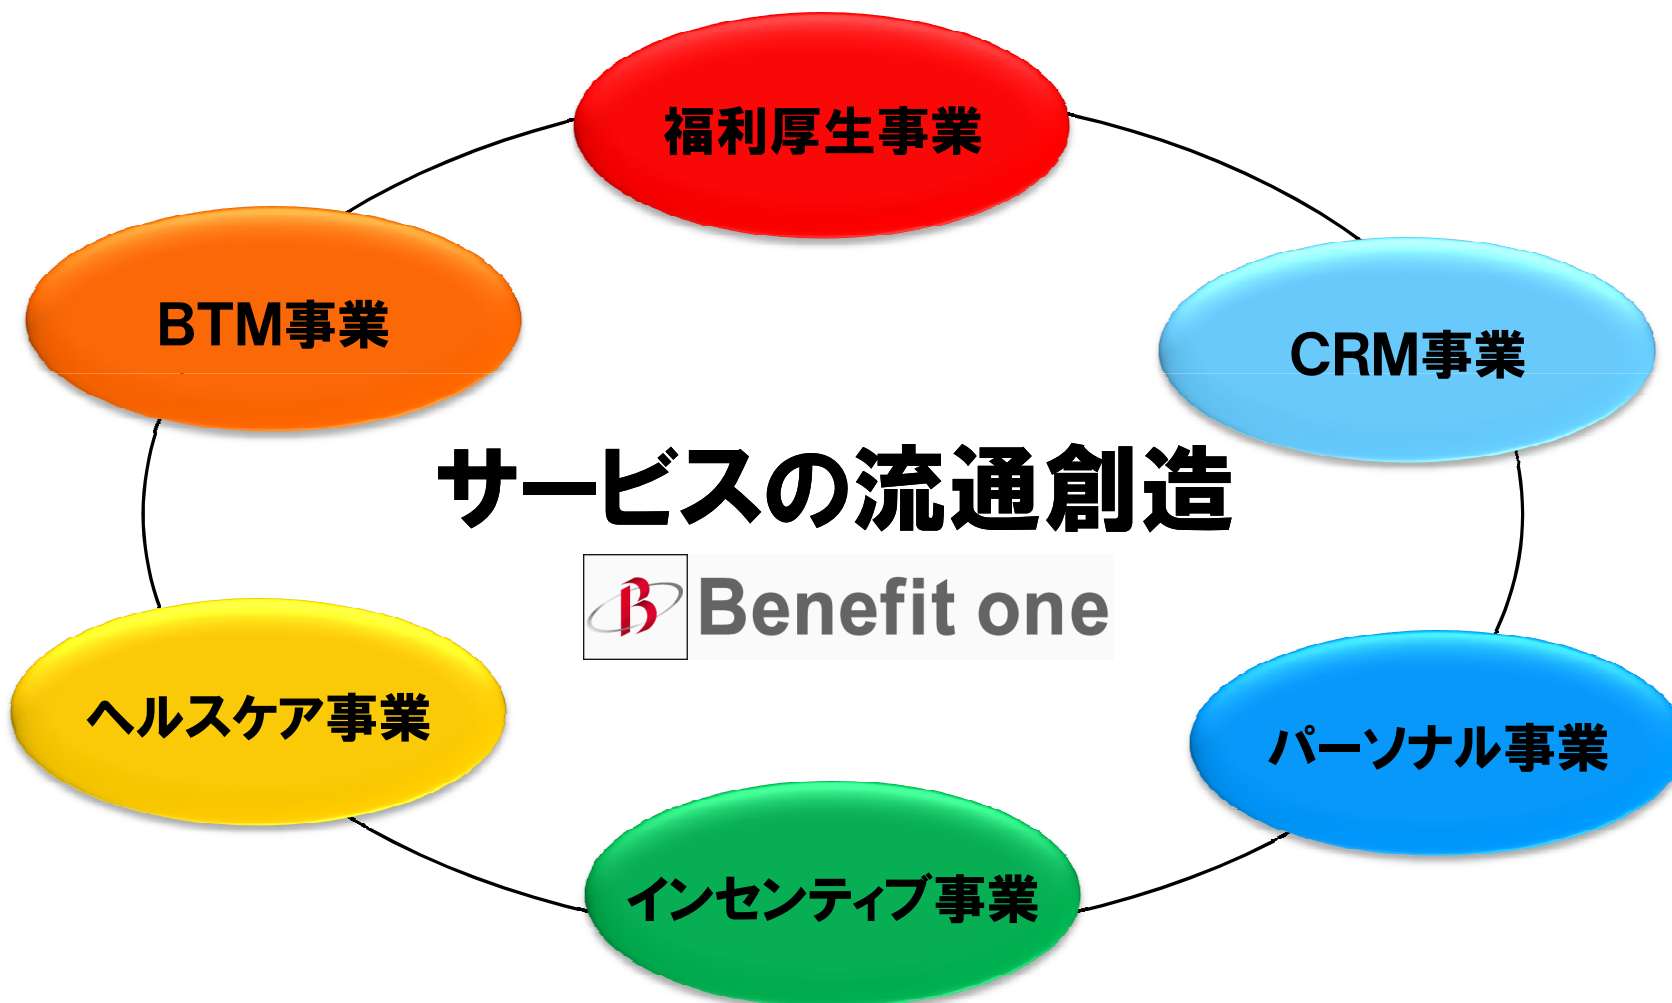 福利厚生事業
BTM事業
CRM事業
サービスの流通創造
B Benefit one
ヘルスケア事業
パーソナル事業
インセンティブ事業